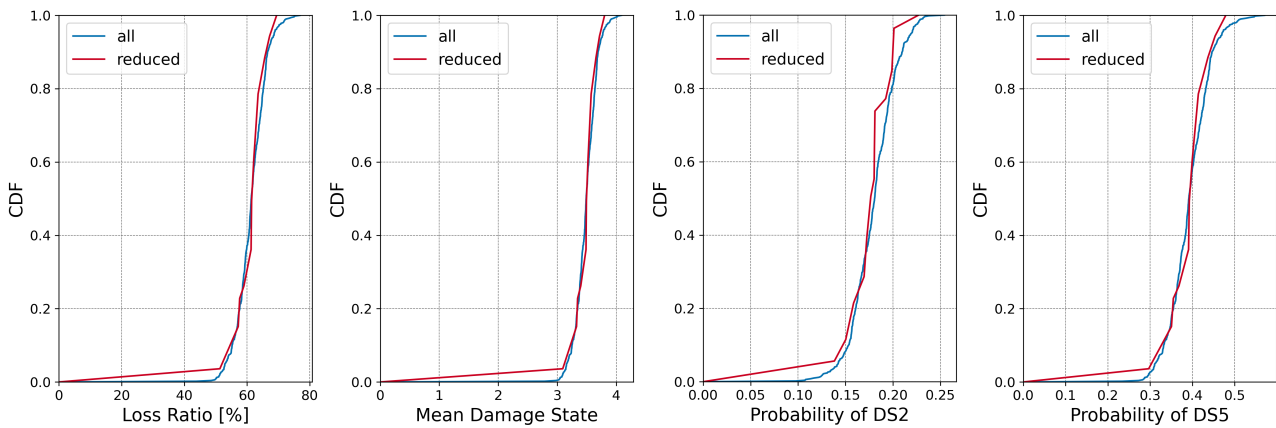 1.0
0.8
0.6
0.4
0.2
0.0
CDF
all
reduced
0 20 40 60 80
Loss Ratio [%]
1.0
0.8
0.6
0.4
0.2
0.0
CDF
all
reduced
0 1 2 3 4
Mean Damage State
1.0
0.8
0.6
0.4
0.2
0.0
CDF
all
reduced
0.00 0.05 0.10 0.15 0.20 0.25
Probability of DS2
1.0
0.8
0.6
0.4
0.2
0.0
CDF
all
reduced
0.0 0.1 0.2 0.3 0.4 0.5
Probability of DS5